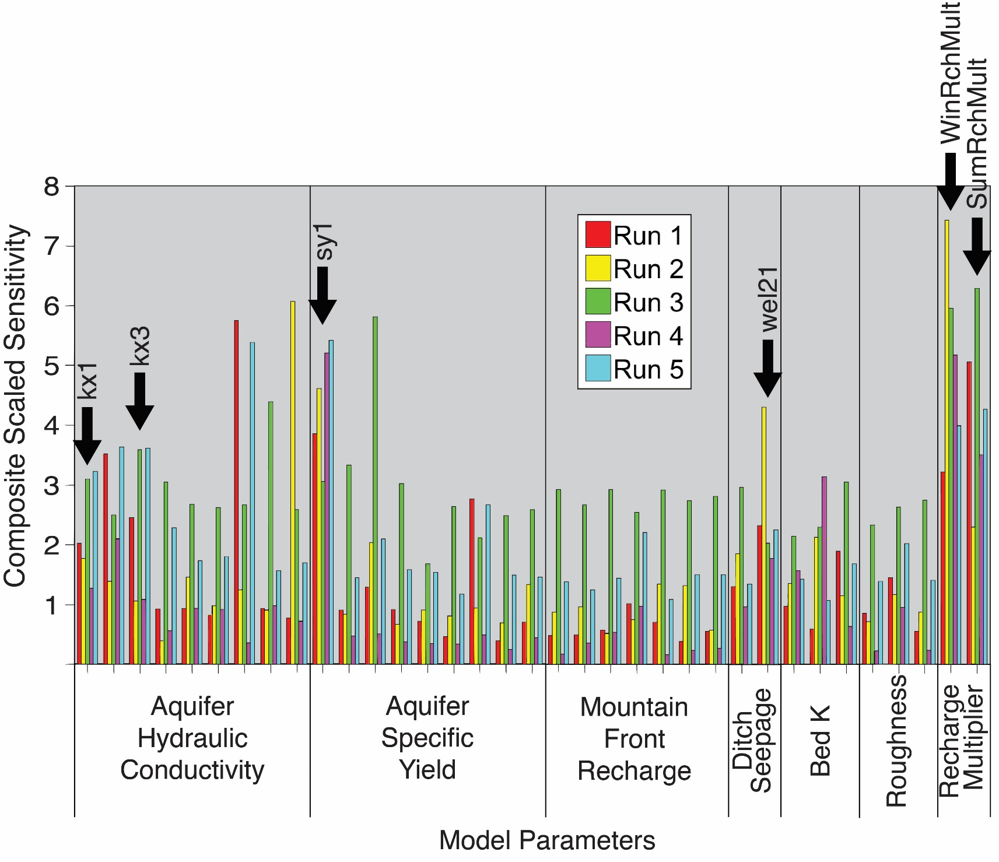 WinRchMult
SumRchMult
8
7
6
5
4
3
2
1
Composite Scaled Sensitivity
kx1
kx3
sy1
wel21
Run 1
Run 2
Run 3
Run 4
Run 5
Aquifer
Hydraulic
Conductivity
Aquifer
Specific
Yield
Mountain
Front
Recharge
Ditch
Seepage
Bed K
Roughness
Recharge
Multiplier
Model Parameters